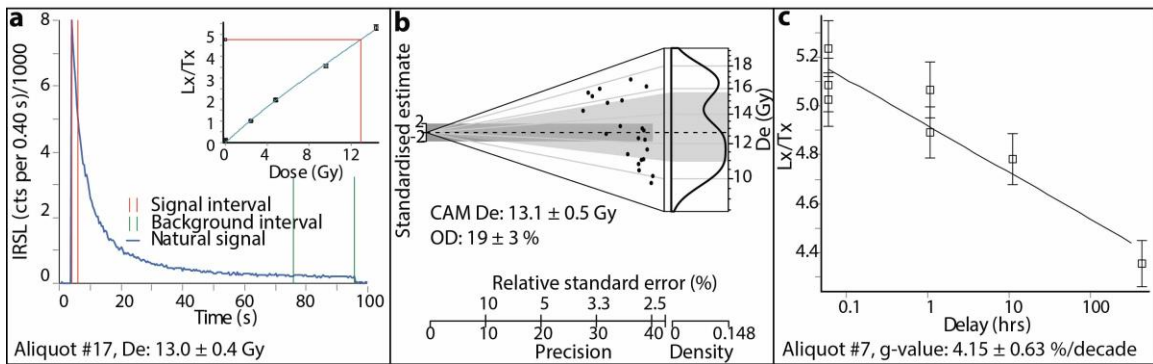 a
IRSL (cts per 0.40 s)/1000
8
6
4
2
0
0 20 40 60 80 100
Time (s)
Lx/Tx
5
4
3
2
1
0
0 4 8 12
Dose (Gy)
Signal interval
Background interval
Natural signal
Aliquot #17, De: 13.0 ± 0.4 Gy
b
Standardised estimate
2
-2
18
16
14
12
10
De (Gy)
CAM De: 13.1 ± 0.5 Gy
OD: 19 ± 3 %
Relative standard error (%)
10 5 3.3 2.5
0 10 20 30 40 0 0.148
Precision Density
c
Lx/Tx
5.2
5.0
4.8
4.6
4.4
0.1 1 10 100
Delay (hrs)
Aliquot #7, g-value: 4.15 ± 0.63 %/decade